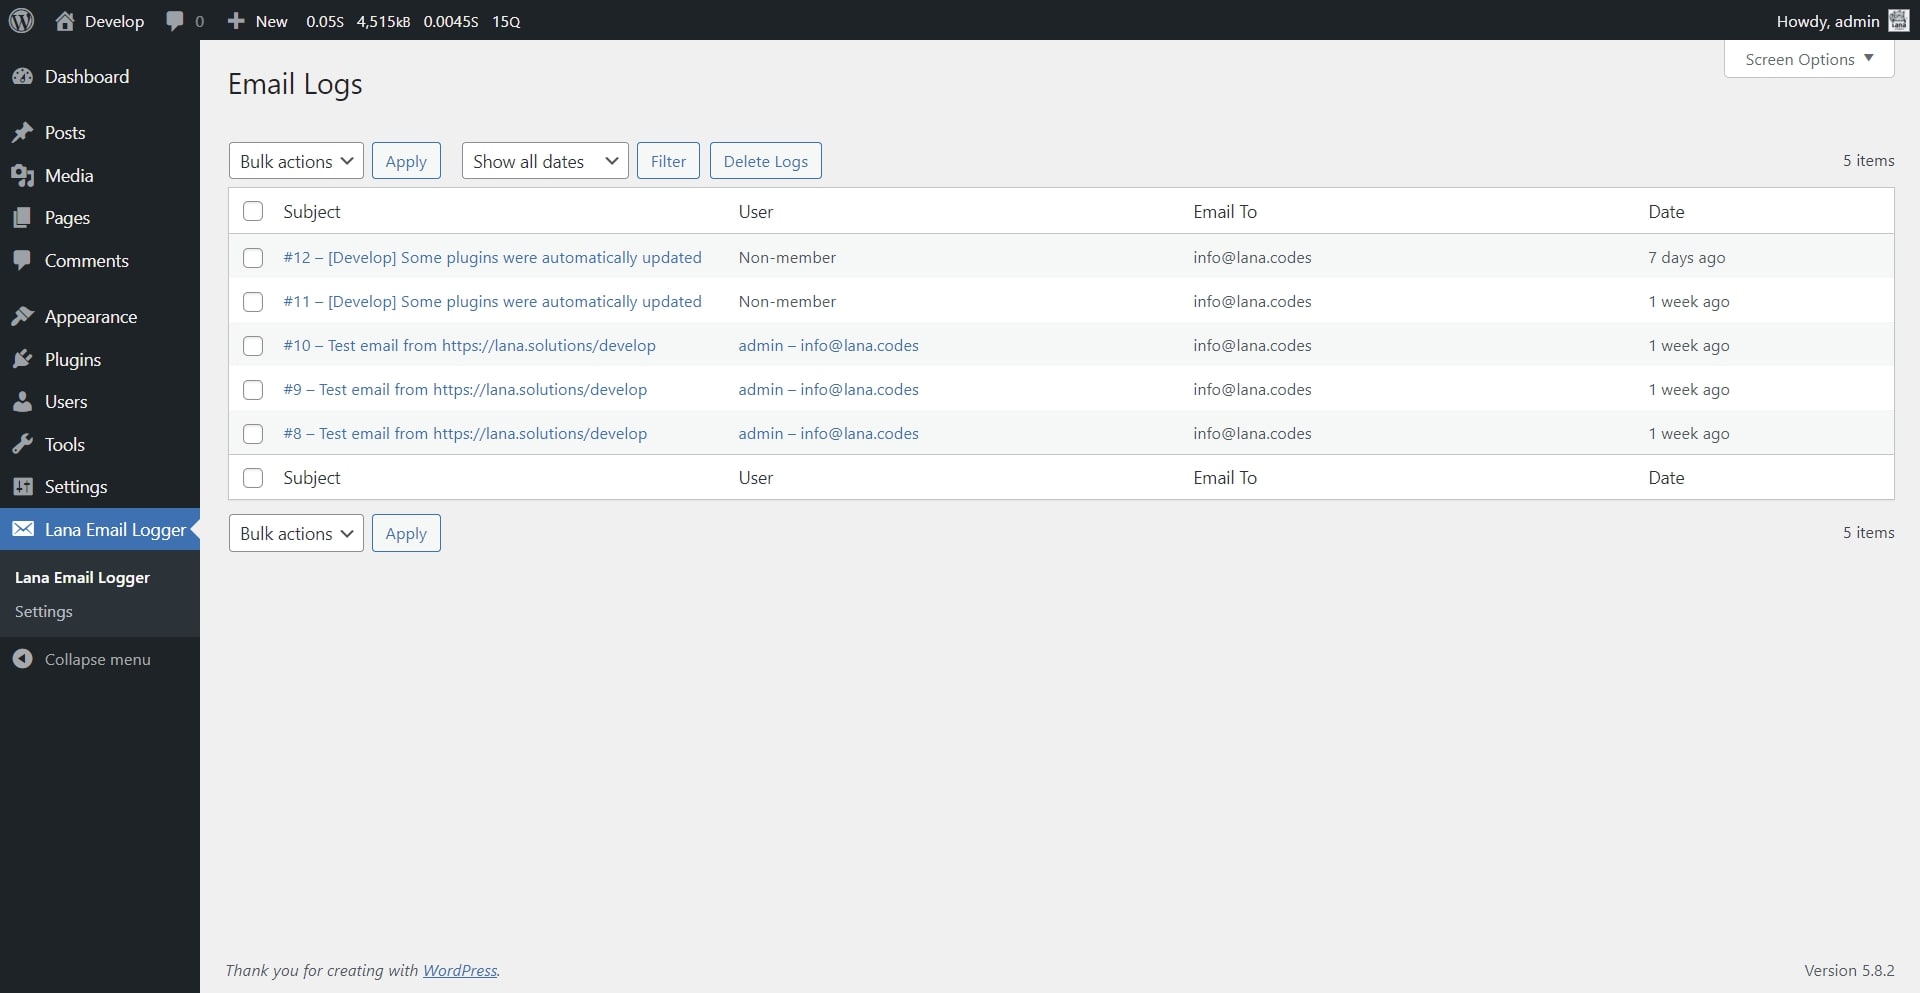 Develop 0 New 0.05S 4,515kB 0.0045S 15Q Howdy, admin
Dashboard
Posts
Media
Pages
Comments
Appearance
Plugins
Users
Tools
Settings
Lana Email Logger
Lana Email Logger
Settings
Collapse menu
Screen Options
Email Logs
Bulk actions Apply Show all dates Filter Delete Logs 5 items
Subject User Email To Date
#12 – [Develop] Some plugins were automatically updated Non-member info@lana.codes 7 days ago
#11 – [Develop] Some plugins were automatically updated Non-member info@lana.codes 1 week ago
#10 – Test email from https://lana.solutions/develop admin – info@lana.codes info@lana.codes 1 week ago
#9 – Test email from https://lana.solutions/develop admin – info@lana.codes info@lana.codes 1 week ago
#8 – Test email from https://lana.solutions/develop admin – info@lana.codes info@lana.codes 1 week ago
Subject User Email To Date
Bulk actions Apply 5 items
Thank you for creating with WordPress. Version 5.8.2